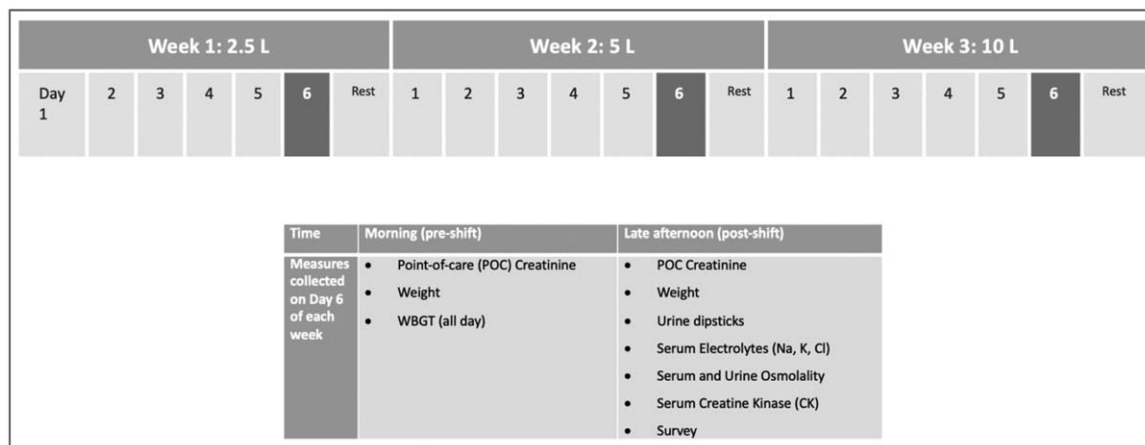 Week 1: 2.5 L Week 2: 5 L Week 3: 10 L
Day 1 2 3 4 5 6 Rest 1 2 3 4 5 6 Rest 1 2 3 4 5 6 Rest
Time Morning (pre-shift) Late afternoon (post-shift)
Measures collected on Day 6 of each week
• Point-of-care (POC) Creatinine
• Weight
• WBGT (all day)
• POC Creatinine
• Weight
• Urine dipsticks
• Serum Electrolytes (Na, K, Cl)
• Serum and Urine Osmolality
• Serum Creatine Kinase (CK)
• Survey